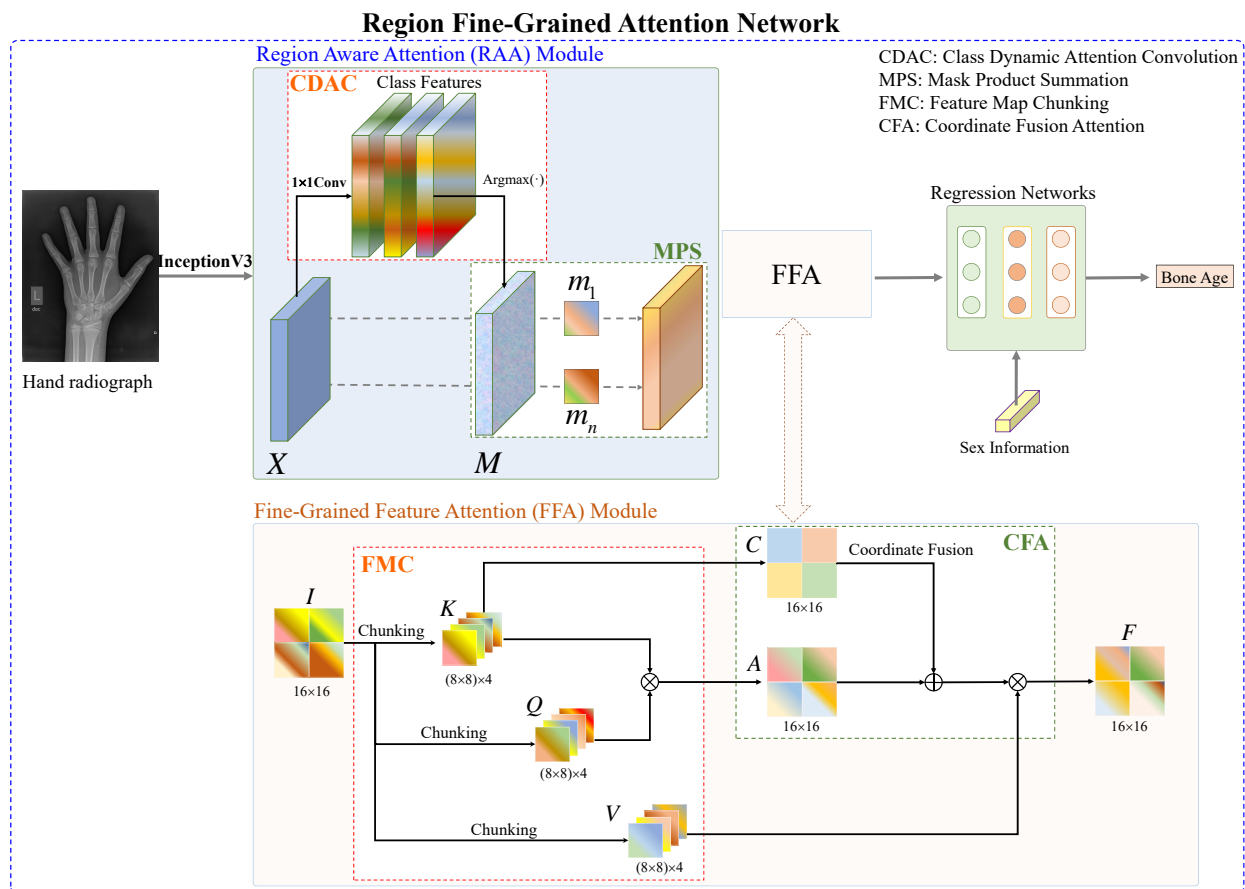 Region Fine-Grained Attention Network
Region Aware Attention (RAA) Module
CDAC: Class Dynamic Attention Convolution
MPS: Mask Product Summation
FMC: Feature Map Chunking
CFA: Coordinate Fusion Attention
CDAC
Class Features
1×1Conv
Argmax(·)
MPS
InceptionV3
L
doc
Hand radiograph
m1
mn
X
M
FFA
Regression Networks
Bone Age
Sex Information
Fine-Grained Feature Attention (FFA) Module
FMC
CFA
I
16×16
Chunking
K
(8×8)×4
Chunking
Q
(8×8)×4
Chunking
V
(8×8)×4
C
16×16
Coordinate Fusion
A
16×16
F
16×16